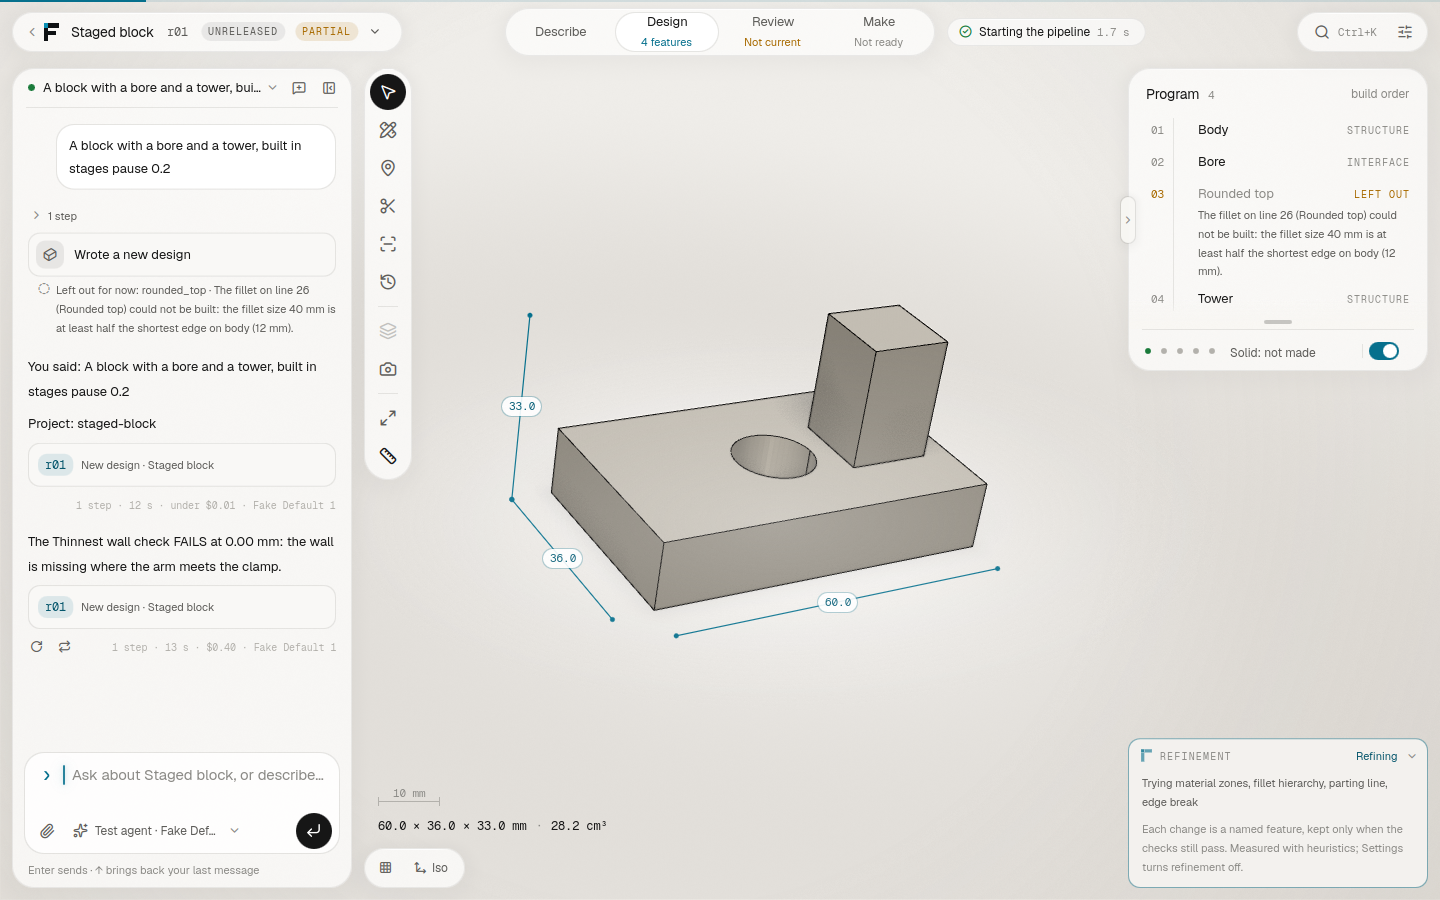 Staged block r01 UNRELEASED PARTIAL
Describe
Design
4 features
Review
Not current
Make
Not ready
Starting the pipeline 1.7 s
Ctrl+K
A block with a bore and a tower, bui...
A block with a bore and a tower, built in
stages pause 0.2
1 step
Wrote a new design
Left out for now: rounded_top · The fillet on line 26
(Rounded top) could not be built: the fillet size 40 mm is
at least half the shortest edge on body (12 mm).
You said: A block with a bore and a tower, built in
stages pause 0.2
Project: staged-block
r01 New design · Staged block
1 step · 12 s · under $0.01 · Fake Default 1
The Thinnest wall check FAILS at 0.00 mm: the wall
is missing where the arm meets the clamp.
r01 New design · Staged block
1 step · 13 s · $0.40 · Fake Default 1
Ask about Staged block, or describe...
Test agent · Fake Def...
Enter sends · ↑ brings back your last message
33.0
36.0
60.0
10 mm
60.0 × 36.0 × 33.0 mm · 28.2 cm³
Iso
Program 4 build order
01 Body STRUCTURE
02 Bore INTERFACE
03 Rounded top LEFT OUT
The fillet on line 26 (Rounded top) could
not be built: the fillet size 40 mm is at
least half the shortest edge on body (12
mm).
04 Tower STRUCTURE
Solid: not made
REFINEMENT Refining
Trying material zones, fillet hierarchy, parting line,
edge break
Each change is a named feature, kept only when the
checks still pass. Measured with heuristics; Settings
turns refinement off.